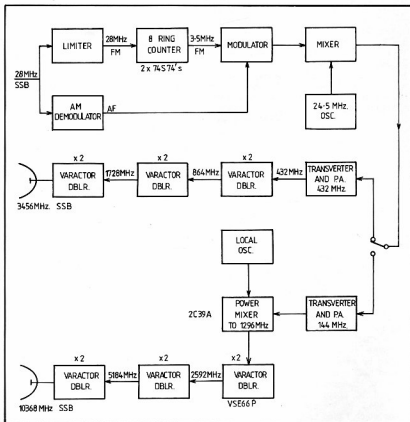 LIMITER
28MHz
FM
8 RING
COUNTER
2 x 74S74's
3·5MHz
FM
MODULATOR
MIXER
28MHz
SSB
AM
DEMODULATOR
AF
24·5 MHz.
OSC.
x 2
VARACTOR
DBLR.
1728MHz
x 2
VARACTOR
DBLR.
864MHz
x 2
VARACTOR
DBLR.
432MHz
TRANSVERTER
AND P.A.
432 MHz.
3456MHz. SSB
LOCAL
OSC.
2C39A
POWER
MIXER
TO 1296MHz
TRANSVERTER
AND P.A.
144 MHz.
x 2
VARACTOR
DBLR.
5184MHz
x 2
VARACTOR
DBLR.
2592MHz
x 2
VARACTOR
DBLR.
VSE66P
10368 MHz SSB